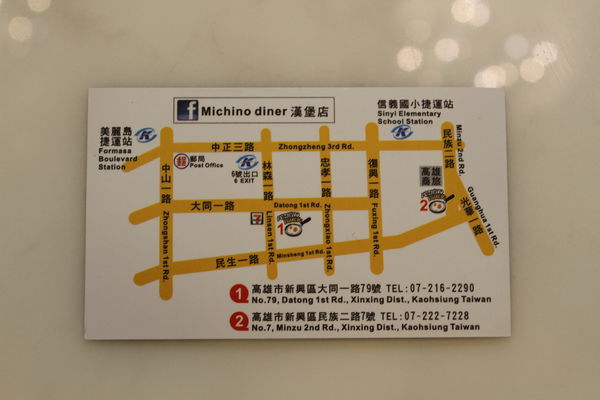 f Michino diner 漢堡店
美麗島
捷運站
Formasa
Boulevard
Station
信義國小捷運站
Sinyi Elementary
School Station
中正三路 Zhongzheng 3rd Rd.
郵局
Post Office
6號出口
6 EXIT
中山一路 Zhongshan 1st Rd.
林森一路 Linsen 1st Rd.
忠孝一路 Zhongxiao 1st Rd.
復興一路 Fuxing 1st Rd.
民族二路 Minzu 2nd Rd.
高雄
商旅
光華一路 Guanghua 1st Rd.
大同一路 Datong 1st Rd.
7
1
2
民生一路 Minsheng 1st Rd.
1 高雄市新興區大同一路79號 TEL:07-216-2290
No.79, Datong 1st Rd., Xinxing Dist., Kaohsiung Taiwan
2 高雄市新興區民族二路7號 TEL:07-222-7228
No.7, Minzu 2nd Rd., Xinxing Dist., Kaohsiung Taiwan